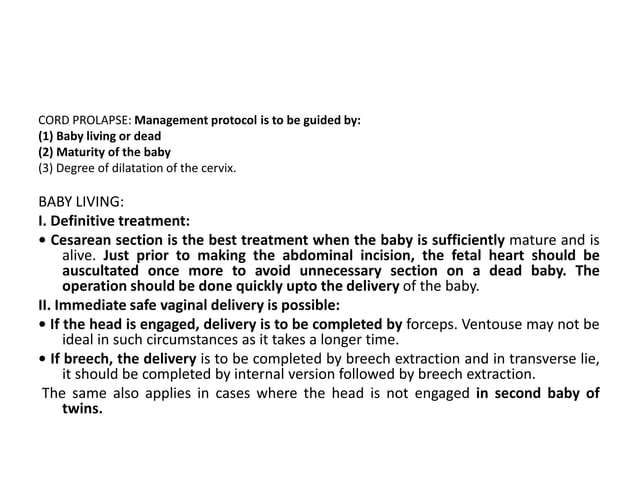 CORD PROLAPSE: Management protocol is to be guided by:
(1) Baby living or dead
(2) Maturity of the baby
(3) Degree of dilatation of the cervix.
BABY LIVING:
I. Definitive treatment:
• Cesarean section is the best treatment when the baby is sufficiently mature and is
alive. Just prior to making the abdominal incision, the fetal heart should be
auscultated once more to avoid unnecessary section on a dead baby. The
operation should be done quickly upto the delivery of the baby.
II. Immediate safe vaginal delivery is possible:
• If the head is engaged, delivery is to be completed by forceps. Ventouse may not be
ideal in such circumstances as it takes a longer time.
• If breech, the delivery is to be completed by breech extraction and in transverse lie,
it should be completed by internal version followed by breech extraction.
The same also applies in cases where the head is not engaged in second baby of
twins.